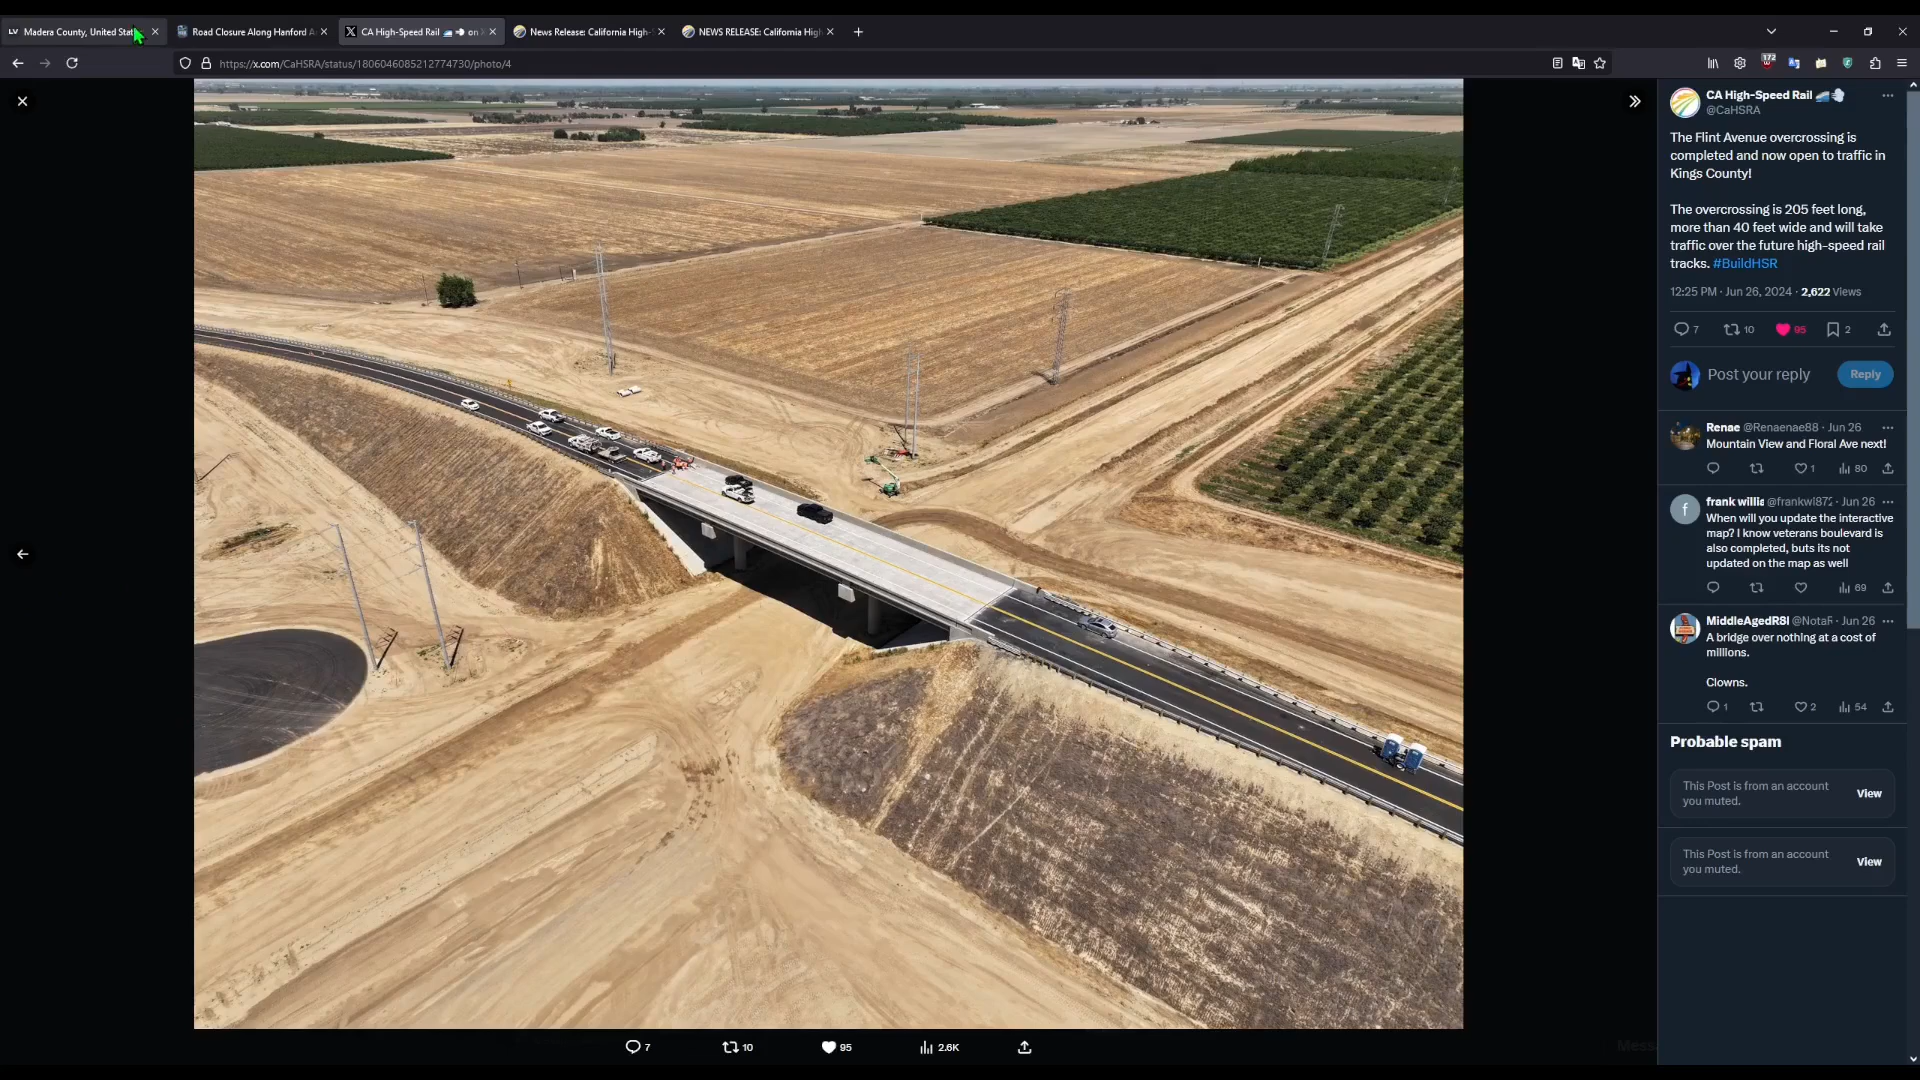 LV Madera County, United Stat
Road Closure Along Hanford A
CA High-Speed Rail 🚄💨 on X
News Release: California High-S
NEWS RELEASE: California High
https://x.com/CaHSRA/status/1806046085212774730/photo/4
172
CA High-Speed Rail 🚄💨
@CaHSRA
The Flint Avenue overcrossing is
completed and now open to traffic in
Kings County!
The overcrossing is 205 feet long,
more than 40 feet wide and will take
traffic over the future high-speed rail
tracks. #BuildHSR
12:25 PM · Jun 26, 2024 · 2,622 Views
7 10 95 2
Post your reply Reply
Renae @Renaenae88 · Jun 26
Mountain View and Floral Ave next!
1 80
f
frank willis @frankwl872 · Jun 26
When will you update the interactive
map? I know veterans boulevard is
also completed, buts its not
updated on the map as well
69
MiddleAgedR8l @NotaR · Jun 26
A bridge over nothing at a cost of
millions.
Clowns.
1 2 54
Probable spam
This Post is from an account
you muted.
View
This Post is from an account
you muted.
View
7 10 95 2.6K